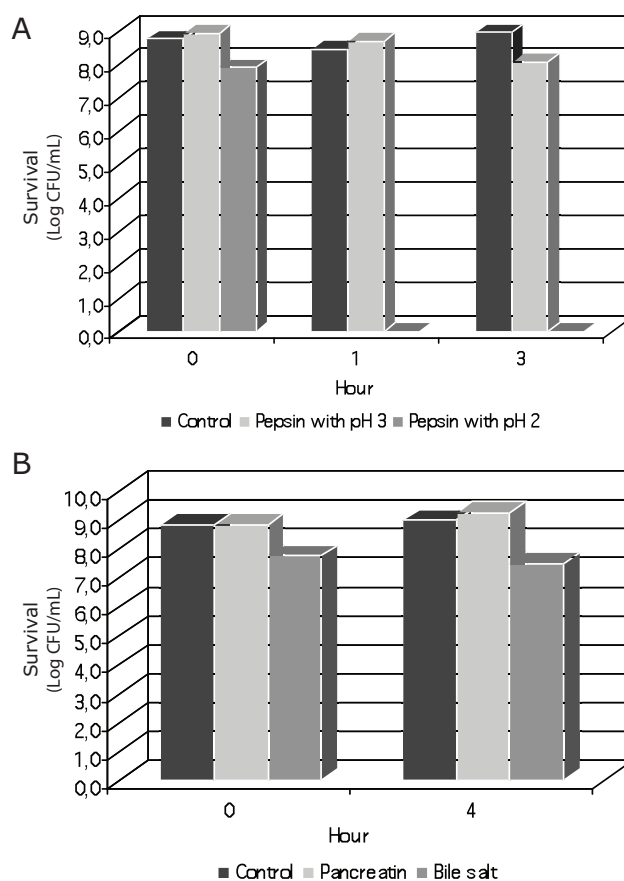 A
Survival
(Log CFU/mL)
9,0
8,0
7,0
6,0
5,0
4,0
3,0
2,0
1,0
0,0
0 1 3
Hour
Control Pepsin with pH 3 Pepsin with pH 2
B
Survival
(Log CFU/mL)
10,0
9,0
8,0
7,0
6,0
5,0
4,0
3,0
2,0
1,0
0,0
0 4
Hour
Control Pancreatin Bile salt